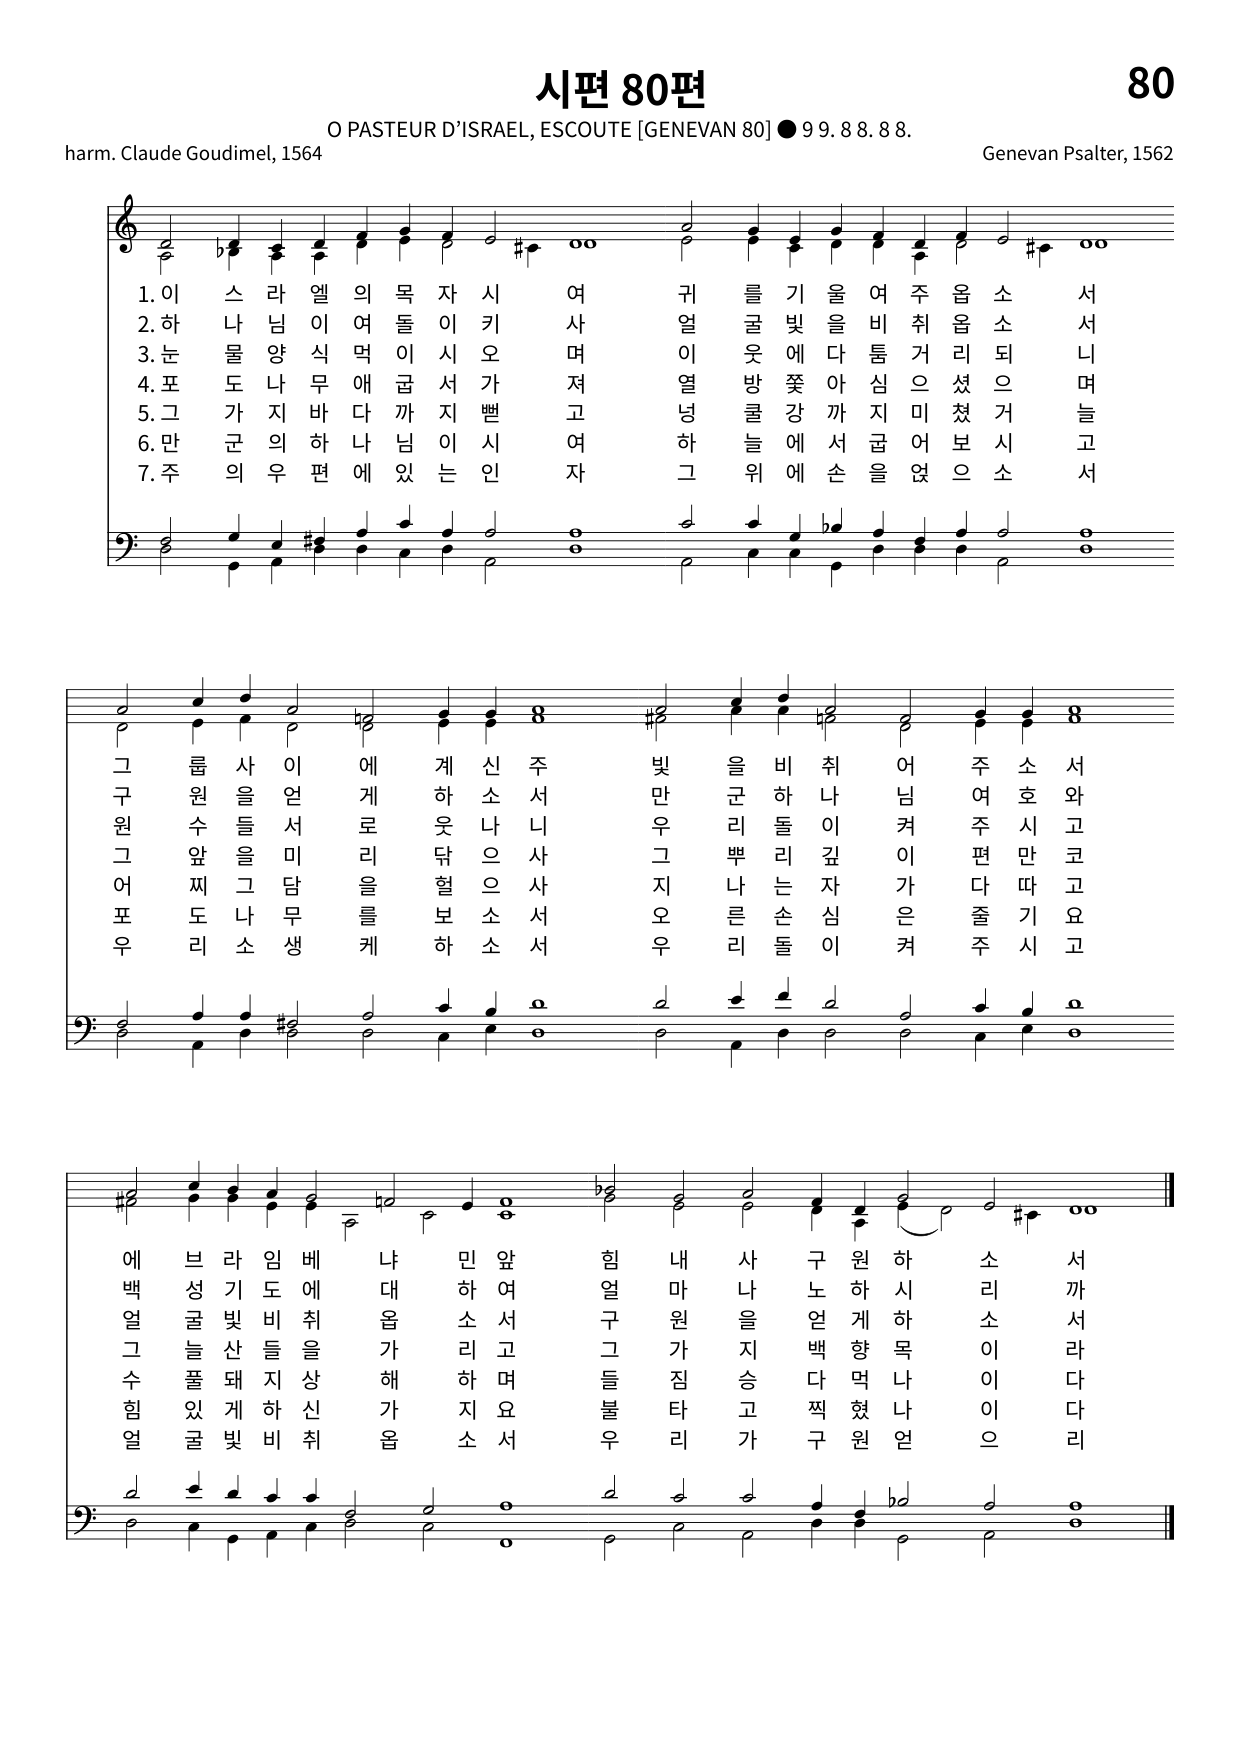 시편 80편
80
O PASTEUR D’ISRAEL, ESCOUTE [GENEVAN 80] ● 9 9. 8 8. 8 8.
harm. Claude Goudimel, 1564
Genevan Psalter, 1562
1. 이 스 라 엘 의 목 자 시 여 귀 를 기 울 여 주 옵 소 서
2. 하 나 님 이 여 돌 이 키 사 얼 굴 빛 을 비 취 옵 소 서
3. 눈 물 양 식 먹 이 시 오 며 이 웃 에 다 툼 거 리 되 니
4. 포 도 나 무 애 굽 서 가 져 열 방 쫓 아 심 으 셨 으 며
5. 그 가 지 바 다 까 지 뻗 고 넝 쿨 강 까 지 미 쳤 거 늘
6. 만 군 의 하 나 님 이 시 여 하 늘 에 서 굽 어 보 시 고
7. 주 의 우 편 에 있 는 인 자 그 위 에 손 을 얹 으 소 서
그 룹 사 이 에 계 신 주 빛 을 비 취 어 주 소 서
구 원 을 얻 게 하 소 서 만 군 하 나 님 여 호 와
원 수 들 서 로 웃 나 니 우 리 돌 이 켜 주 시 고
그 앞 을 미 리 닦 으 사 그 뿌 리 깊 이 편 만 코
어 찌 그 담 을 헐 으 사 지 나 는 자 가 다 따 고
포 도 나 무 를 보 소 서 오 른 손 심 은 줄 기 요
우 리 소 생 케 하 소 서 우 리 돌 이 켜 주 시 고
에 브 라 임 베 냐 민 앞 힘 내 사 구 원 하 소 서
백 성 기 도 에 대 하 여 얼 마 나 노 하 시 리 까
얼 굴 빛 비 취 옵 소 서 구 원 을 얻 게 하 소 서
그 늘 산 들 을 가 리 고 그 가 지 백 향 목 이 라
수 풀 돼 지 상 해 하 며 들 짐 승 다 먹 나 이 다
힘 있 게 하 신 가 지 요 불 타 고 찍 혔 나 이 다
얼 굴 빛 비 취 옵 소 서 우 리 가 구 원 얻 으 리